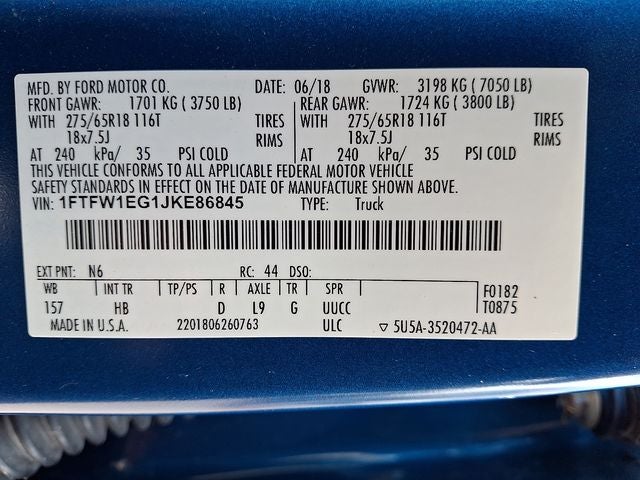 MFD. BY FORD MOTOR CO. DATE: 06/18 GVWR: 3198 KG ( 7050 LB)
FRONT GAWR: 1701 KG ( 3750 LB) REAR GAWR: 1724 KG ( 3800 LB)
WITH 275/65R18 116T TIRES WITH 275/65R18 116T TIRES
18x7.5J RIMS 18x7.5J RIMS
AT 240 kPa/ 35 PSI COLD AT 240 kPa/ 35 PSI COLD
THIS VEHICLE CONFORMS TO ALL APPLICABLE FEDERAL MOTOR VEHICLE
SAFETY STANDARDS IN EFFECT ON THE DATE OF MANUFACTURE SHOWN ABOVE.
VIN: 1FTFW1EG1JKE86845 TYPE: Truck
EXT PNT: N6 RC: 44 DSO:
WB INT TR TP/PS R AXLE TR SPR F0182
157 HB D L9 G UUCC T0875
MADE IN U.S.A. 2201806260763 ULC ▽ 5U5A-3520472-AA